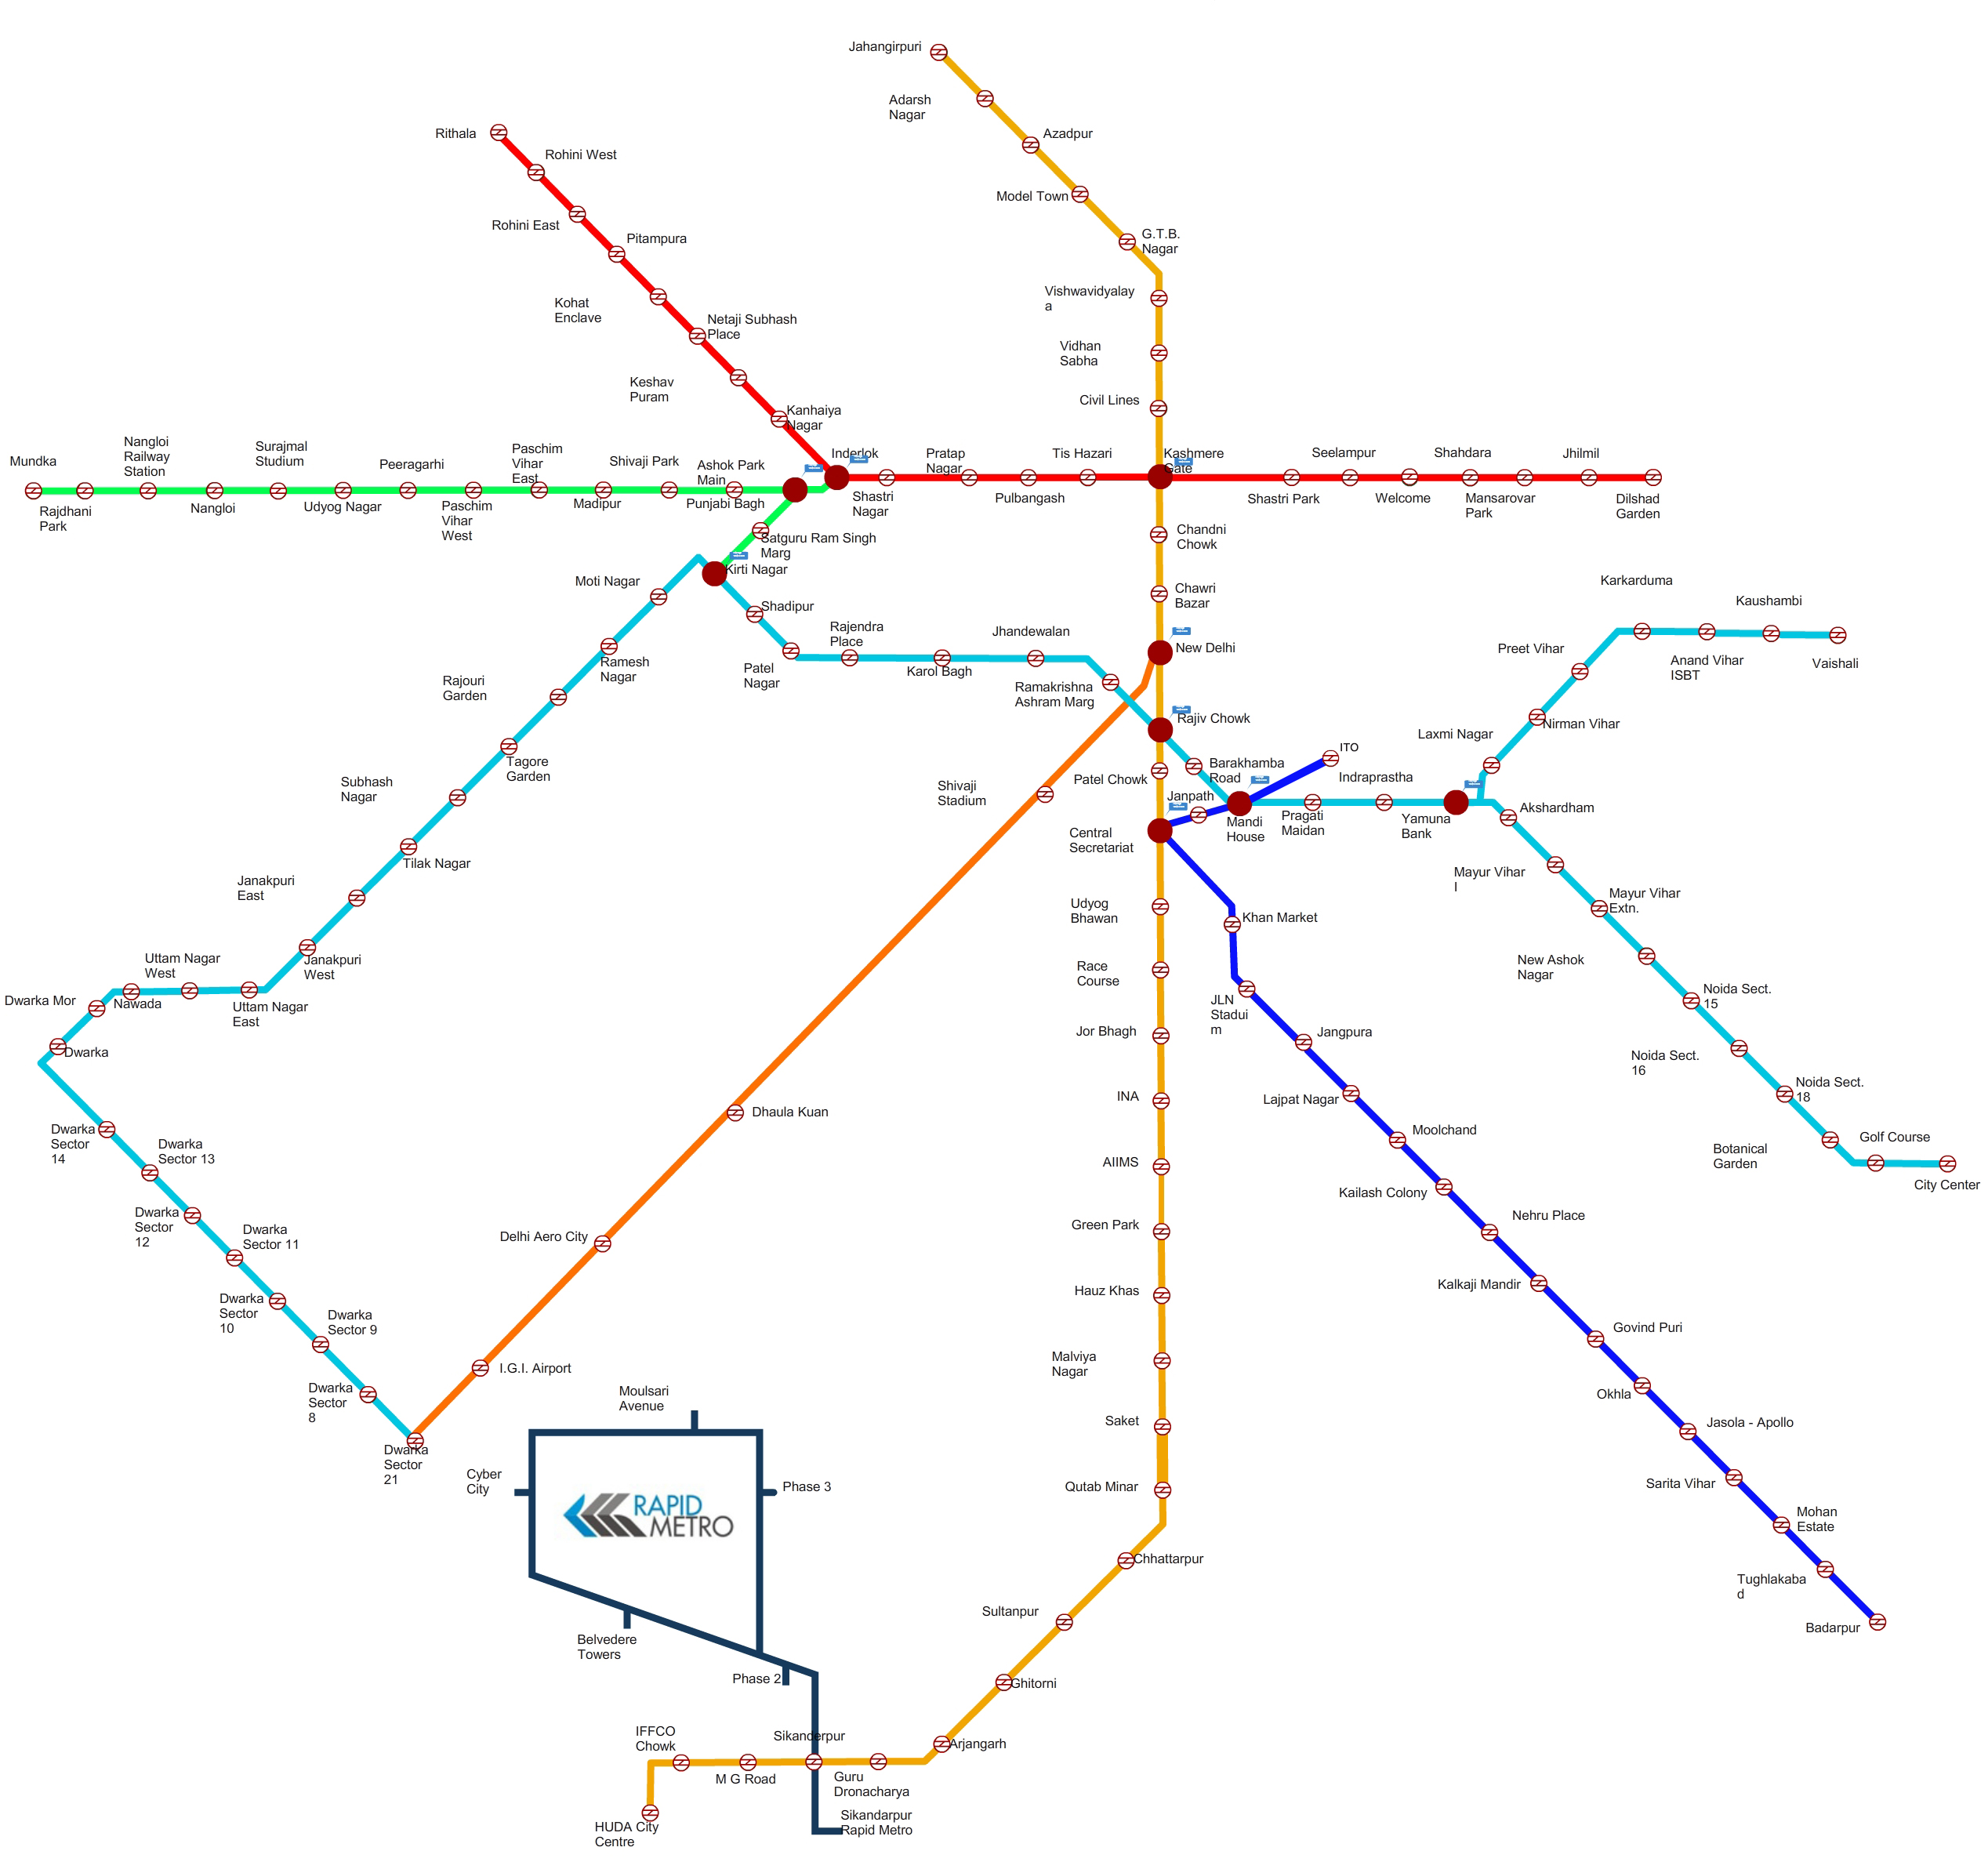 Jahangirpuri
Adarsh
Nagar
Azadpur
Rithala
Rohini West
Model Town
Rohini East
Pitampura
G.T.B.
Nagar
Vishwavidyalay
a
Kohat
Enclave
Netaji Subhash
Place
Vidhan
Sabha
Keshav
Puram
Civil Lines
Kanhaiya
Nagar
Mundka
Nangloi
Railway
Station
Surajmal
Studium
Peeragarhi
Paschim
Vihar
East
Shivaji Park
Ashok Park
Main
Inderlok
Pratap
Nagar
Tis Hazari
Kashmere
Gate
Seelampur
Shahdara
Jhilmil
Rajdhani
Park
Nangloi
Udyog Nagar
Paschim
Vihar
West
Madipur
Punjabi Bagh
Shastri
Nagar
Pulbangash
Shastri Park
Welcome
Mansarovar
Park
Dilshad
Garden
Satguru Ram Singh
Marg
Chandni
Chowk
Kirti Nagar
Moti Nagar
Chawri
Bazar
Karkarduma
Kaushambi
Shadipur
Rajendra
Place
Jhandewalan
New Delhi
Preet Vihar
Anand Vihar
ISBT
Vaishali
Ramesh
Nagar
Patel
Nagar
Karol Bagh
Rajouri
Garden
Ramakrishna
Ashram Marg
Rajiv Chowk
Nirman Vihar
Laxmi Nagar
ITO
Tagore
Garden
Subhash
Nagar
Shivaji
Stadium
Patel Chowk
Barakhamba
Road
Indraprastha
Janpath
Mandi
House
Pragati
Maidan
Yamuna
Bank
Akshardham
Central
Secretariat
Tilak Nagar
Mayur Vihar
I
Janakpuri
East
Mayur Vihar
Extn.
Udyog
Bhawan
Khan Market
Janakpuri
West
Uttam Nagar
West
New Ashok
Nagar
Race
Course
Dwarka Mor
Nawada
Uttam Nagar
East
JLN
Stadui
m
Noida Sect.
15
Jor Bhagh
Jangpura
Dwarka
Noida Sect.
16
Noida Sect.
18
INA
Lajpat Nagar
Dhaula Kuan
Dwarka
Sector
14
Dwarka
Sector 13
Moolchand
Golf Course
Botanical
Garden
City Center
AIIMS
Kailash Colony
Dwarka
Sector
12
Dwarka
Sector 11
Delhi Aero City
Green Park
Nehru Place
Dwarka
Sector
10
Dwarka
Sector 9
Hauz Khas
Kalkaji Mandir
Govind Puri
Malviya
Nagar
I.G.I. Airport
Dwarka
Sector
8
Okhla
Moulsari
Avenue
Saket
Jasola - Apollo
Dwarka
Sector
21
Cyber
City
Phase 3
Qutab Minar
Sarita Vihar
RAPID
METRO
Mohan
Estate
Chhattarpur
Tughlakaba
d
Sultanpur
Badarpur
Belvedere
Towers
Phase 2
Ghitorni
IFFCO
Chowk
Sikanderpur
Arjangarh
M G Road
Guru
Dronacharya
HUDA City
Centre
Sikandarpur
Rapid Metro